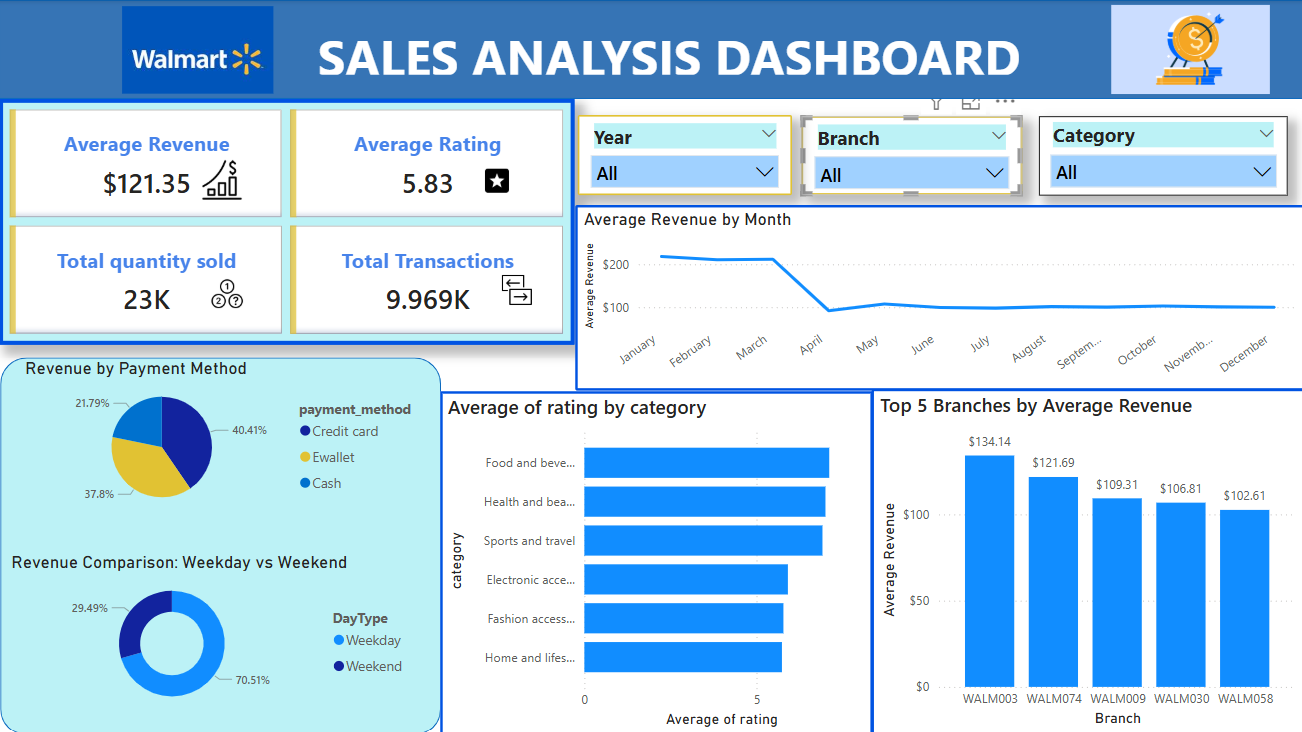 Walmart
SALES ANALYSIS DASHBOARD
$
Average Revenue
$121.35
$
Average Rating
5.83
Total quantity sold
23K
1
2 ?
Total Transactions
9.969K
Year
All
Branch
All
Category
All
Average Revenue by Month
Average Revenue
$200
$100
January
February
March
April
May
June
July
August
Septem...
October
Novemb...
December
Revenue by Payment Method
21.79%
40.41%
37.8%
payment_method
Credit card
Ewallet
Cash
Revenue Comparison: Weekday vs Weekend
29.49%
70.51%
DayType
Weekday
Weekend
Average of rating by category
category
Food and beve...
Health and bea...
Sports and travel
Electronic acce...
Fashion access...
Home and lifes...
0
5
Average of rating
Top 5 Branches by Average Revenue
Average Revenue
$100
$50
$0
$134.14
$121.69
$109.31
$106.81
$102.61
WALM003 WALM074 WALM009 WALM030 WALM058
Branch